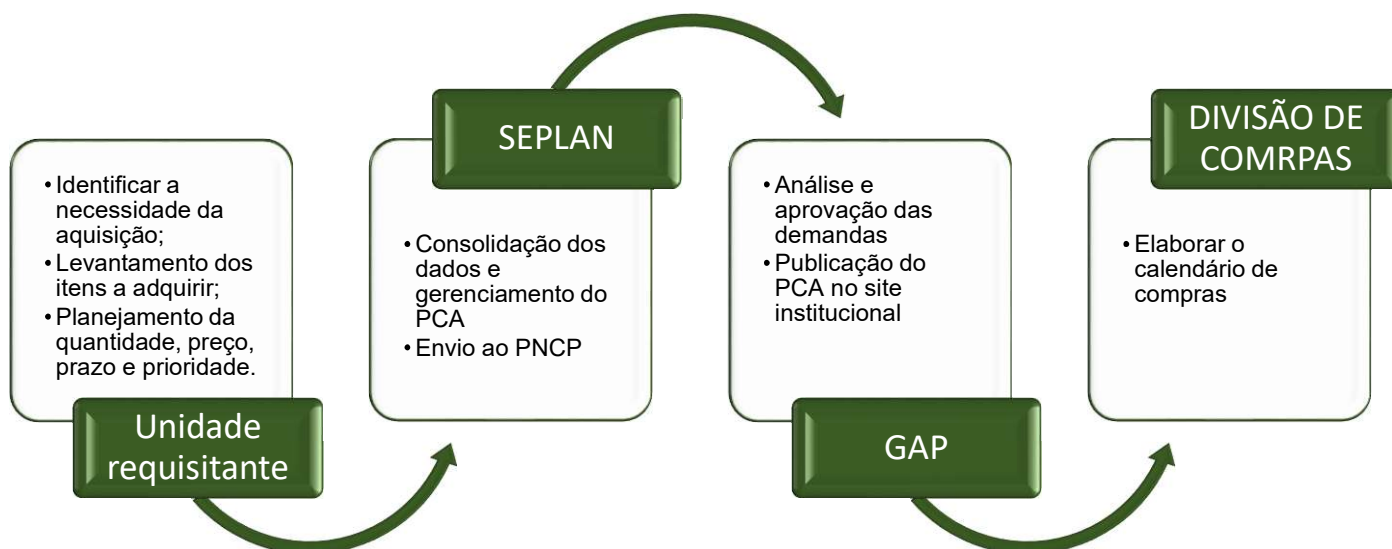 • Identificar a
necessidade da
aquisição;
• Levantamento dos
itens a adquirir;
• Planejamento da
quantidade, preço,
prazo e prioridade.
Unidade
requisitante
SEPLAN
• Consolidação dos
dados e
gerenciamento do
PCA
• Envio ao PNCP
• Análise e
aprovação das
demandas
• Publicação do
PCA no site
institucional
GAP
DIVISÃO DE
COMRPAS
• Elaborar o
calendário de
compras